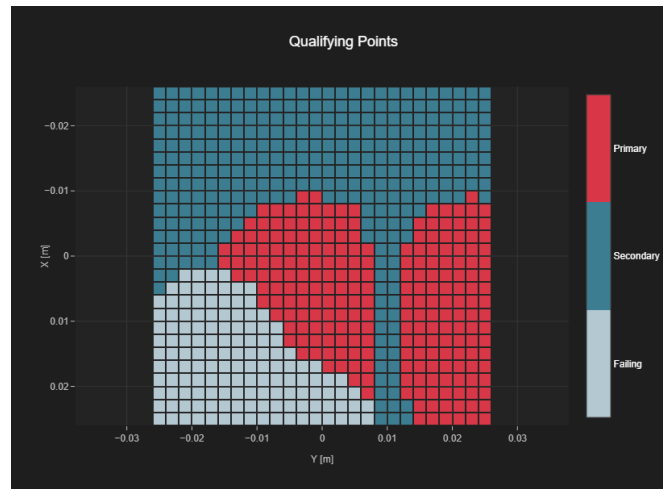 Qualifying Points
−0.02
−0.01
0
0.01
0.02
X [m]
−0.03
−0.02
−0.01
0
0.01
0.02
0.03
Y [m]
Primary
Secondary
Failing